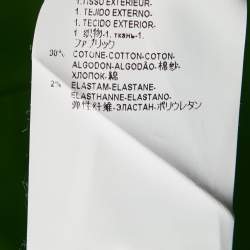 1.TISSU EXTERIEUR-
1.TEJIDO EXTERNO-
1.TECIDO EXTERIOR-
1. 织物-1. ткань-1.
ファブリック
COTONE-COTTON-COTON-
ALGODON-ALGODÃO-棉纱-
ХЛОПОК-綿
2% ELASTAM-ELASTANE-
ELASTHANNE-ELASTANO-
弹性纤维-ЭЛАСТАН-ポリウレタン